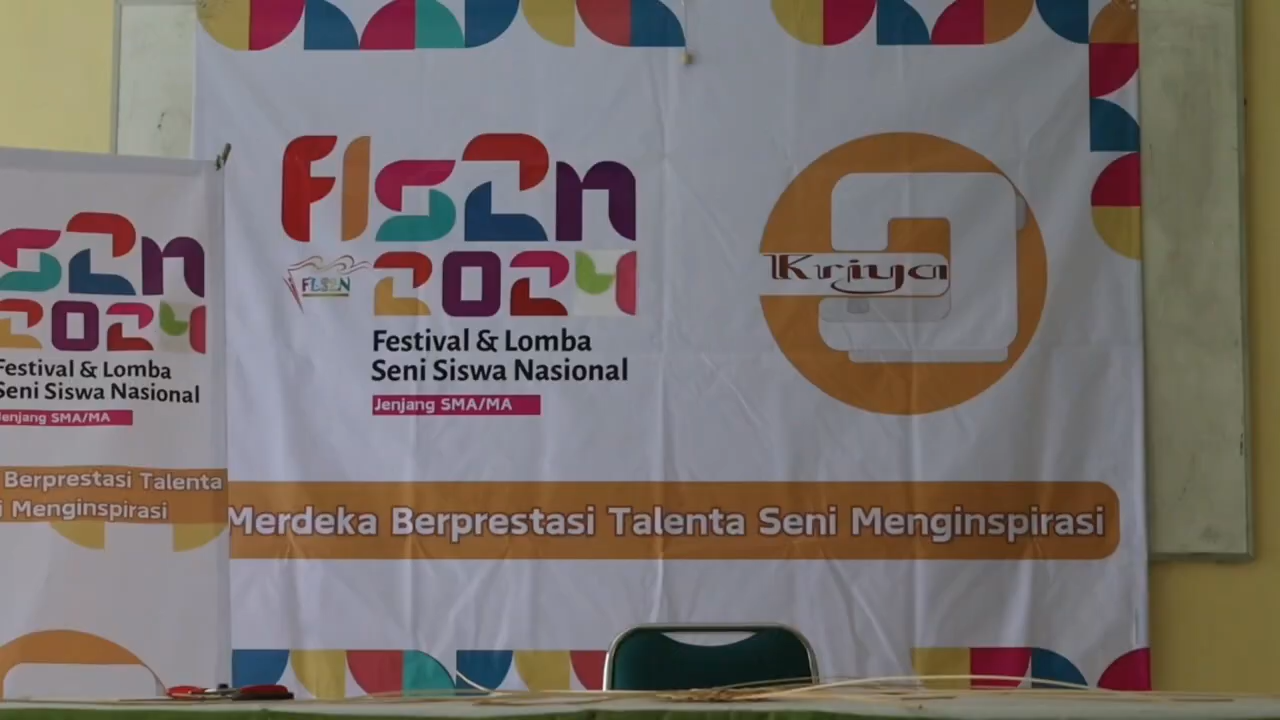 FlS2n
2024
FLS2N
Festival & Lomba
Seni Siswa Nasional
Jenjang SMA/MA
Kriya
Merdeka Berprestasi Talenta Seni Menginspirasi
S2n
2024
Festival & Lomba
Seni Siswa Nasional
Jenjang SMA/MA
Berprestasi Talenta
i Menginspirasi